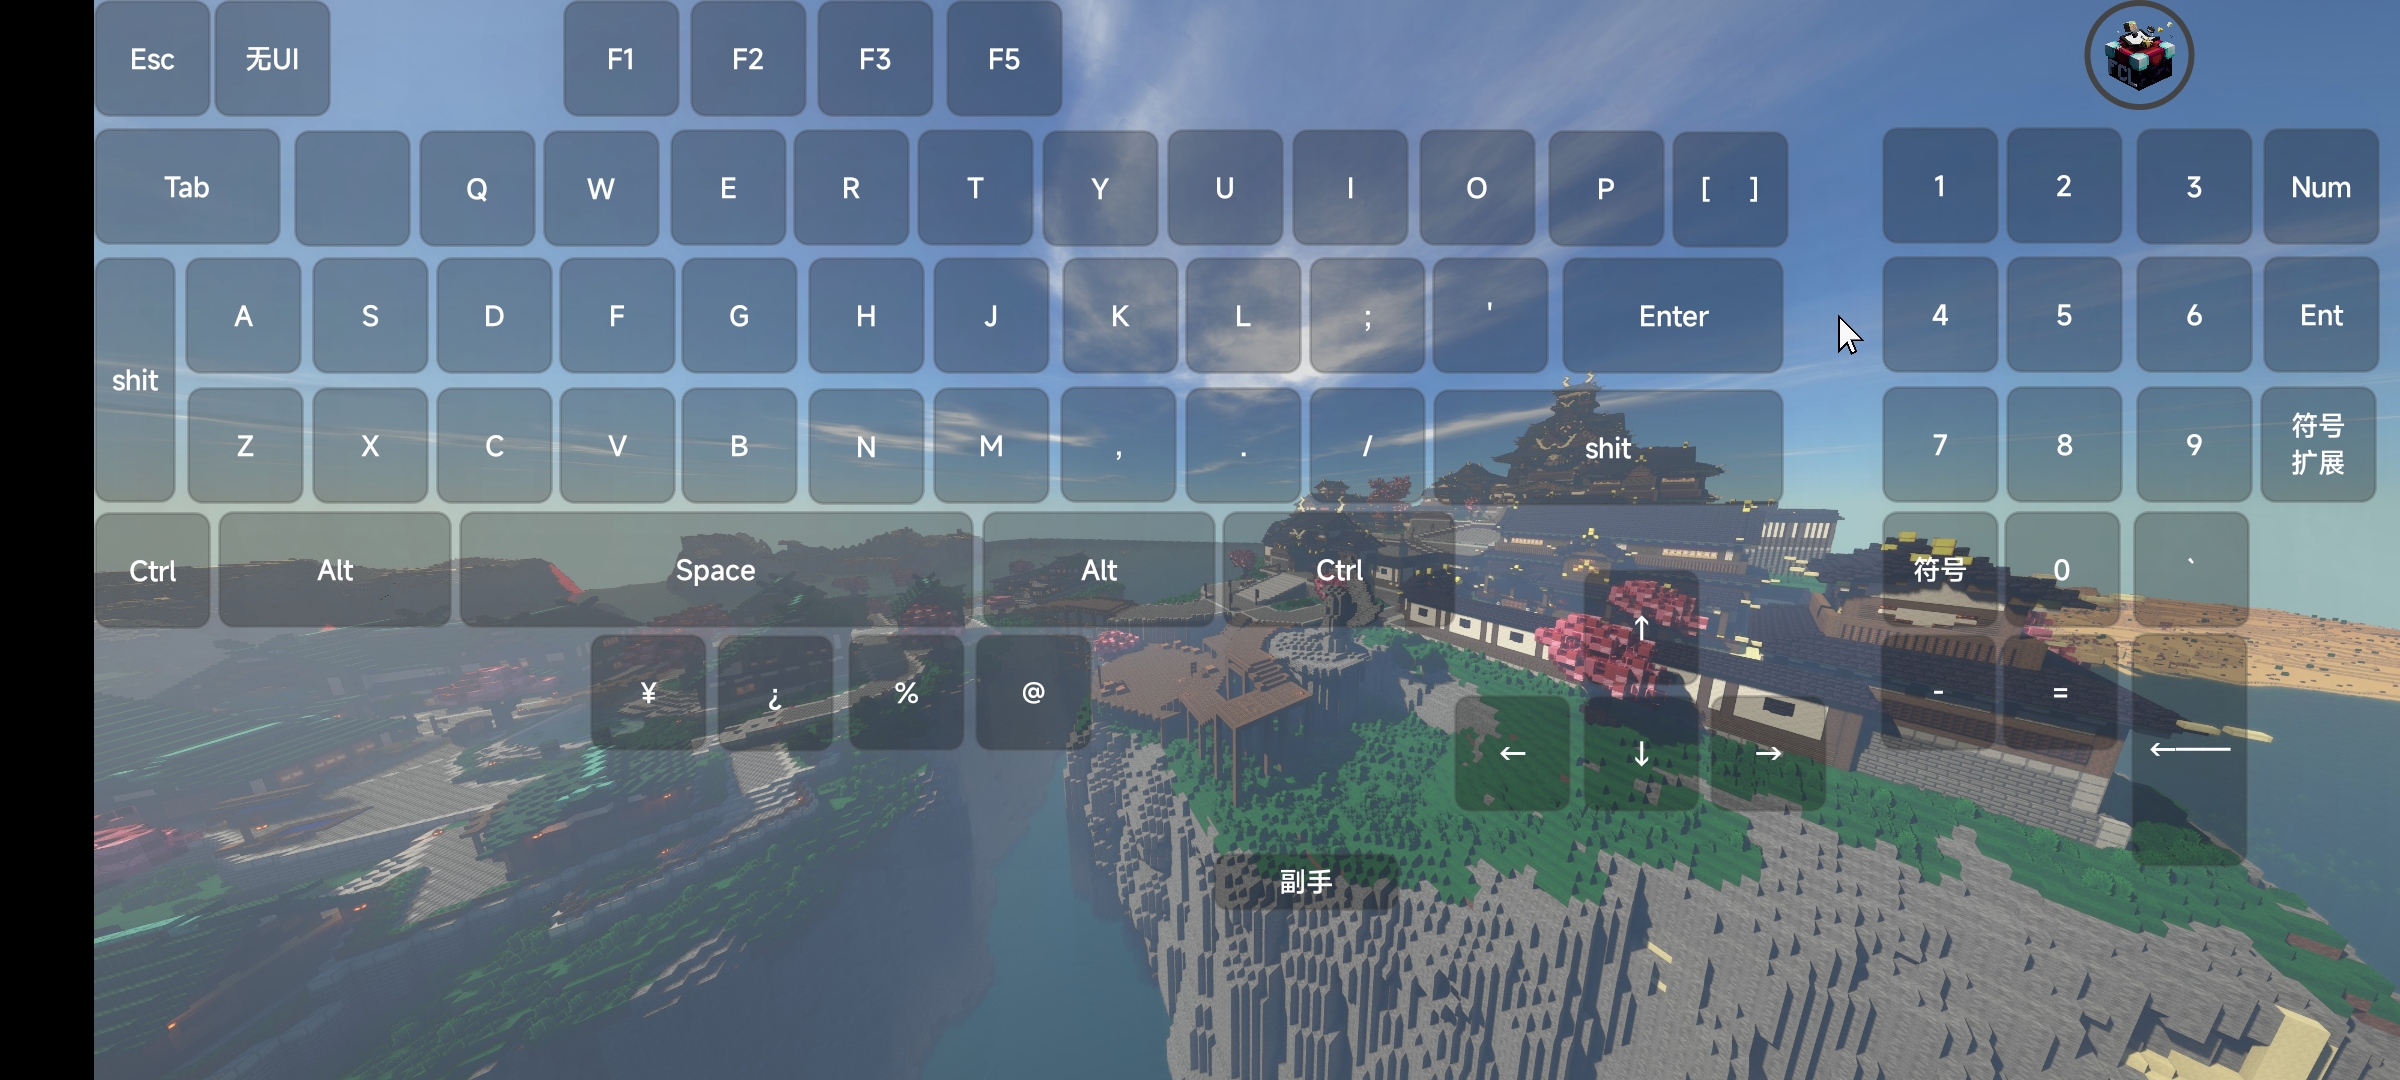 Esc 无UI F1 F2 F3 F5
FCL
Tab Q W E R T Y U I O P [ ] 1 2 3 Num
A S D F G H J K L ; ' Enter 4 5 6 Ent
shit
Z X C V B N M , . / shit 7 8 9 符号
扩展
Ctrl Alt Space Alt Ctrl 符号 0 `
↑
¥ ¿ % @ - =
← ↓ → ←
副手